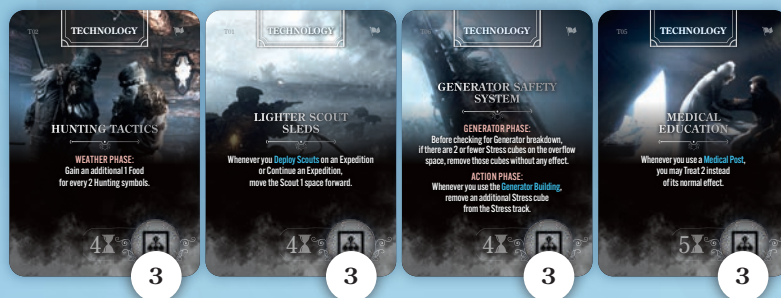 T02
TECHNOLOGY
HUNTING TACTICS
WEATHER PHASE:
Gain an additional 1 Food
for every 2 Hunting symbols.
4
3
TECHNOLOGY
LIGHTER SCOUT
SLEDS
Whenever you Deploy Scouts on an Expedition
or Continue an Expedition,
move the Scout 1 space forward.
4
3
TECHNOLOGY
GENERATOR SAFETY
SYSTEM
GENERATOR PHASE:
Before checking for Generator breakdown,
if there are 2 or fewer Stress cubes on the overflow
space, remove those cubes without any effect.
ACTION PHASE:
Whenever you use the Generator Building,
remove an additional Stress cube
from the Stress track.
4
3
T05
TECHNOLOGY
MEDICAL
EDUCATION
Whenever you use a Medical Post,
you may Treat 2 instead
of its normal effect.
5
3